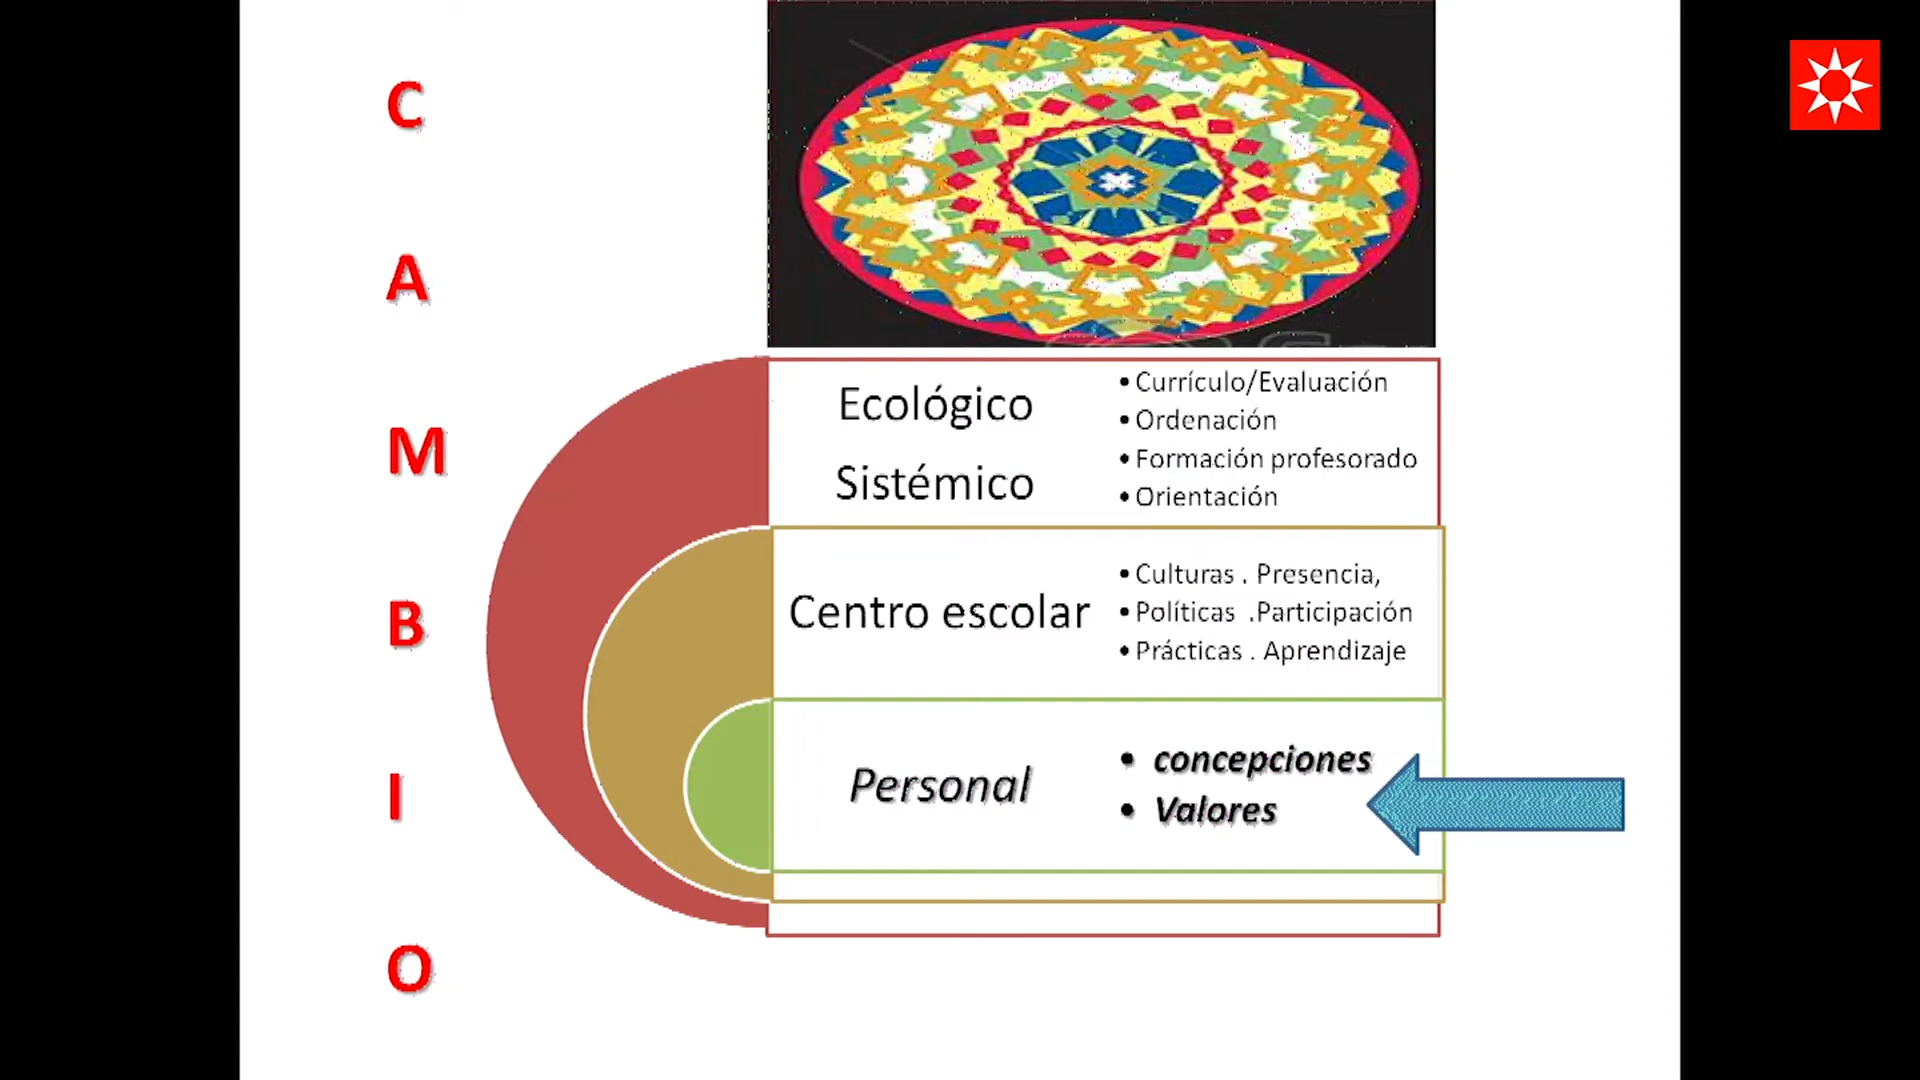 C
A
M
B
I
O
Ecológico
Sistémico
• Currículo/Evaluación
• Ordenación
• Formación profesorado
• Orientación
Centro escolar
• Culturas . Presencia,
• Políticas .Participación
• Prácticas . Aprendizaje
Personal
• concepciones
• Valores